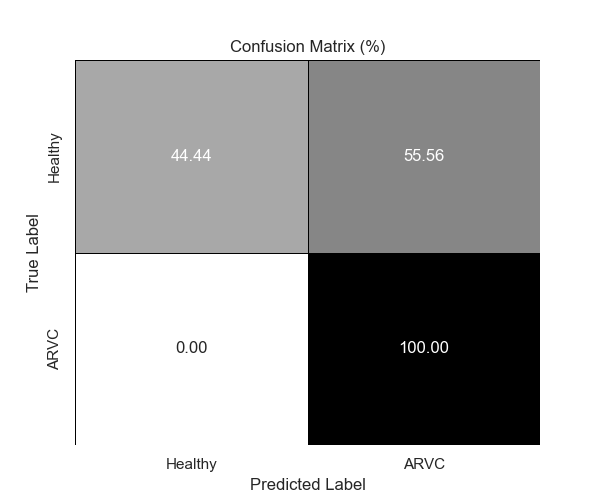 Confusion Matrix (%)
True Label
Healthy
44.44
55.56
ARVC
0.00
100.00
Healthy
ARVC
Predicted Label